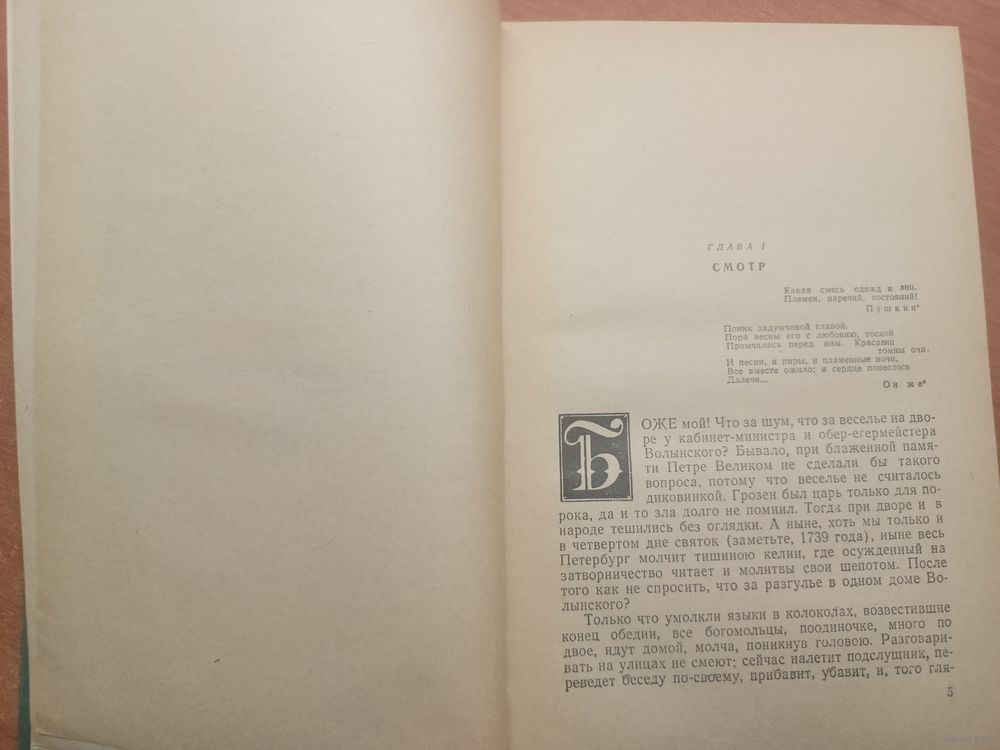 ГЛАВА I
СМОТР
Какая смесь одежд и лиц,
Племен, наречий, состояний!
Пушкин*
Поник задумчивой главой.
Пора весны его с любовию, тоской
Промчалась перед ним. Красавиц
томны очи.
И песни, и пиры, и пламенные ночи,
Все вместе ожило; и сердце понеслось
Далече...
Он же*
БОЖЕ мой! Что за шум, что за веселье на дво-
ре у кабинет-министра и обер-егермейстера
Волынского? Бывало, при блаженной памя-
ти Петре Великом не сделали бы такого
вопроса, потому что веселье не считалось
диковинкой. Грозен был царь только для по-
рока, да и то зла долго не помнил. Тогда при дворе и в
народе тешились без оглядки. А ныне, хоть мы только и
в четвертом дне святок (заметьте, 1739 года), ныне весь
Петербург молчит тишиною келии, где осужденный на
затворничество читает и молитвы свои шепотом. После
того как не спросить, что за разгулье в одном доме Во-
лынского?
Только что умолкли языки в колоколах, возвестившие
конец обедни, все богомольцы, поодиночке, много по
двое, идут домой, молча, поникнув головою. Разговари-
вать на улицах не смеют; сейчас налетит подслушник, пе-
реведет беседу по-своему, прибавит, убавит, и, того гля-
5